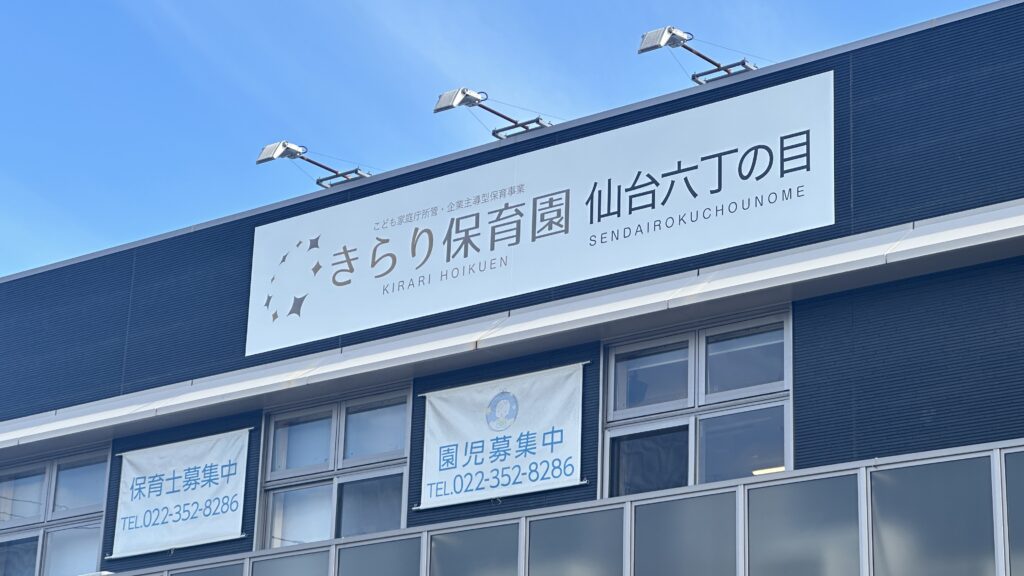 こども家庭庁所管・企業主導型保育事業
きらり保育園
KIRARI HOIKUEN
仙台六丁の目
SENDAIROKUCHOUNOME
保育士募集中
TEL.022-352-8286
園児募集中
TEL.022-352-8286